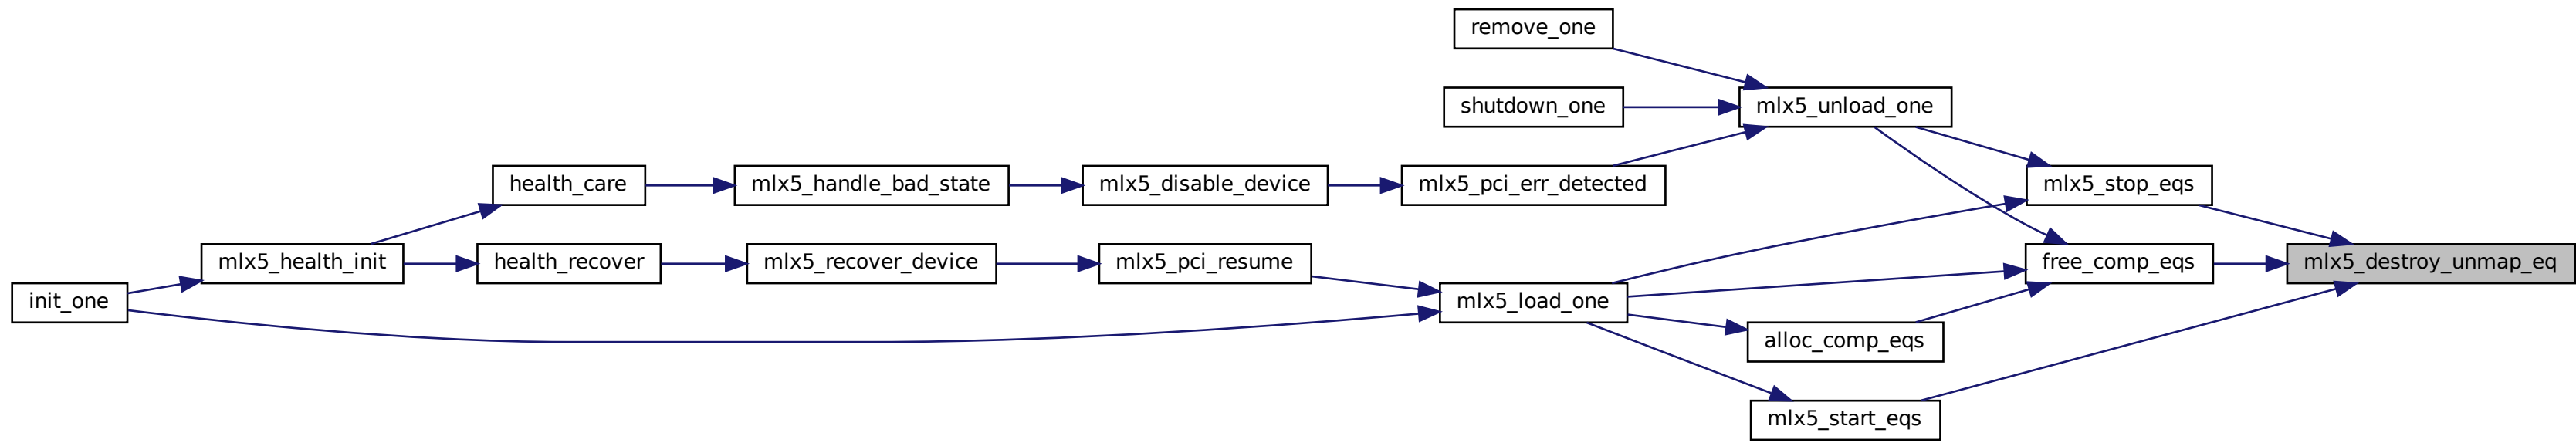 remove_one
shutdown_one
mlx5_unload_one
health_care
mlx5_handle_bad_state
mlx5_disable_device
mlx5_pci_err_detected
mlx5_stop_eqs
mlx5_health_init
health_recover
mlx5_recover_device
mlx5_pci_resume
free_comp_eqs
mlx5_destroy_unmap_eq
init_one
mlx5_load_one
alloc_comp_eqs
mlx5_start_eqs